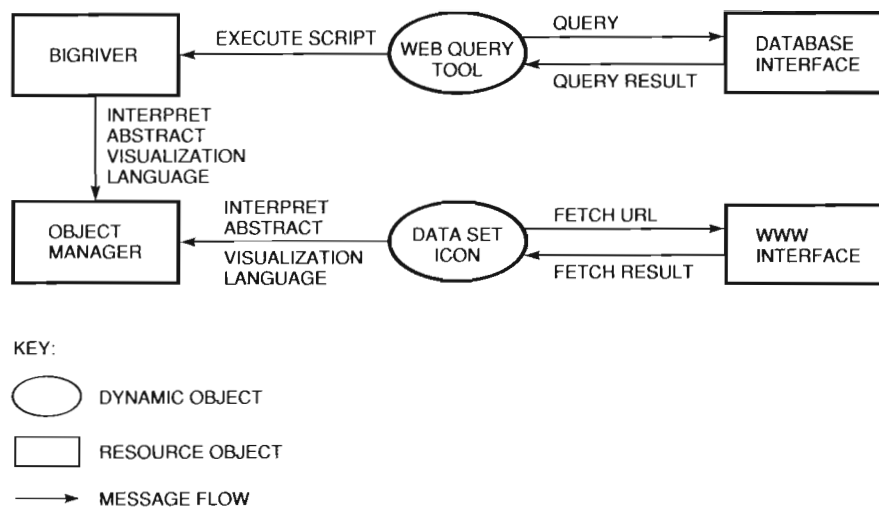 BIGRIVER
EXECUTE SCRIPT
WEB QUERY
TOOL
QUERY
QUERY RESULT
DATABASE
INTERFACE
INTERPRET
ABSTRACT
VISUALIZATION
LANGUAGE
OBJECT
MANAGER
INTERPRET
ABSTRACT
VISUALIZATION
LANGUAGE
DATA SET
ICON
FETCH URL
FETCH RESULT
WWW
INTERFACE
KEY:
DYNAMIC OBJECT
RESOURCE OBJECT
MESSAGE FLOW